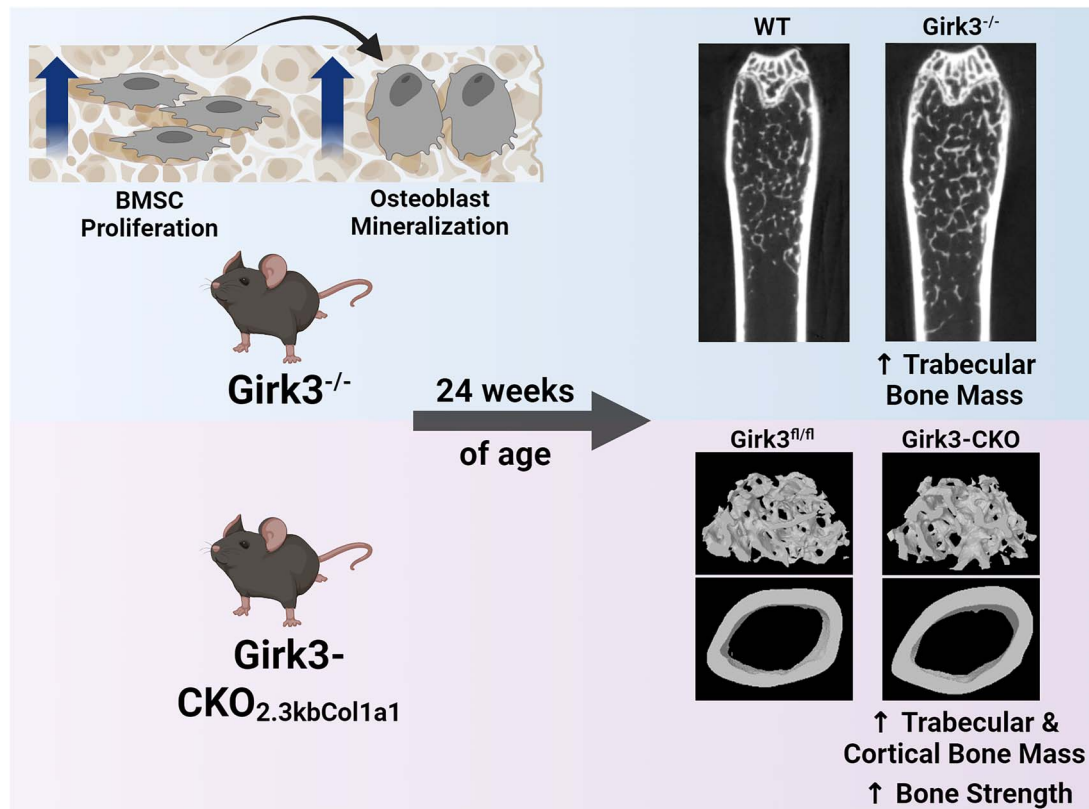 BMSC
Proliferation
Osteoblast
Mineralization
Girk3-/-
WT
Girk3-/-
↑ Trabecular
Bone Mass
24 weeks
of age
Girk3-
CKO2.3kbCol1a1
Girk3fl/fl
Girk3-CKO
↑ Trabecular &
Cortical Bone Mass
↑ Bone Strength